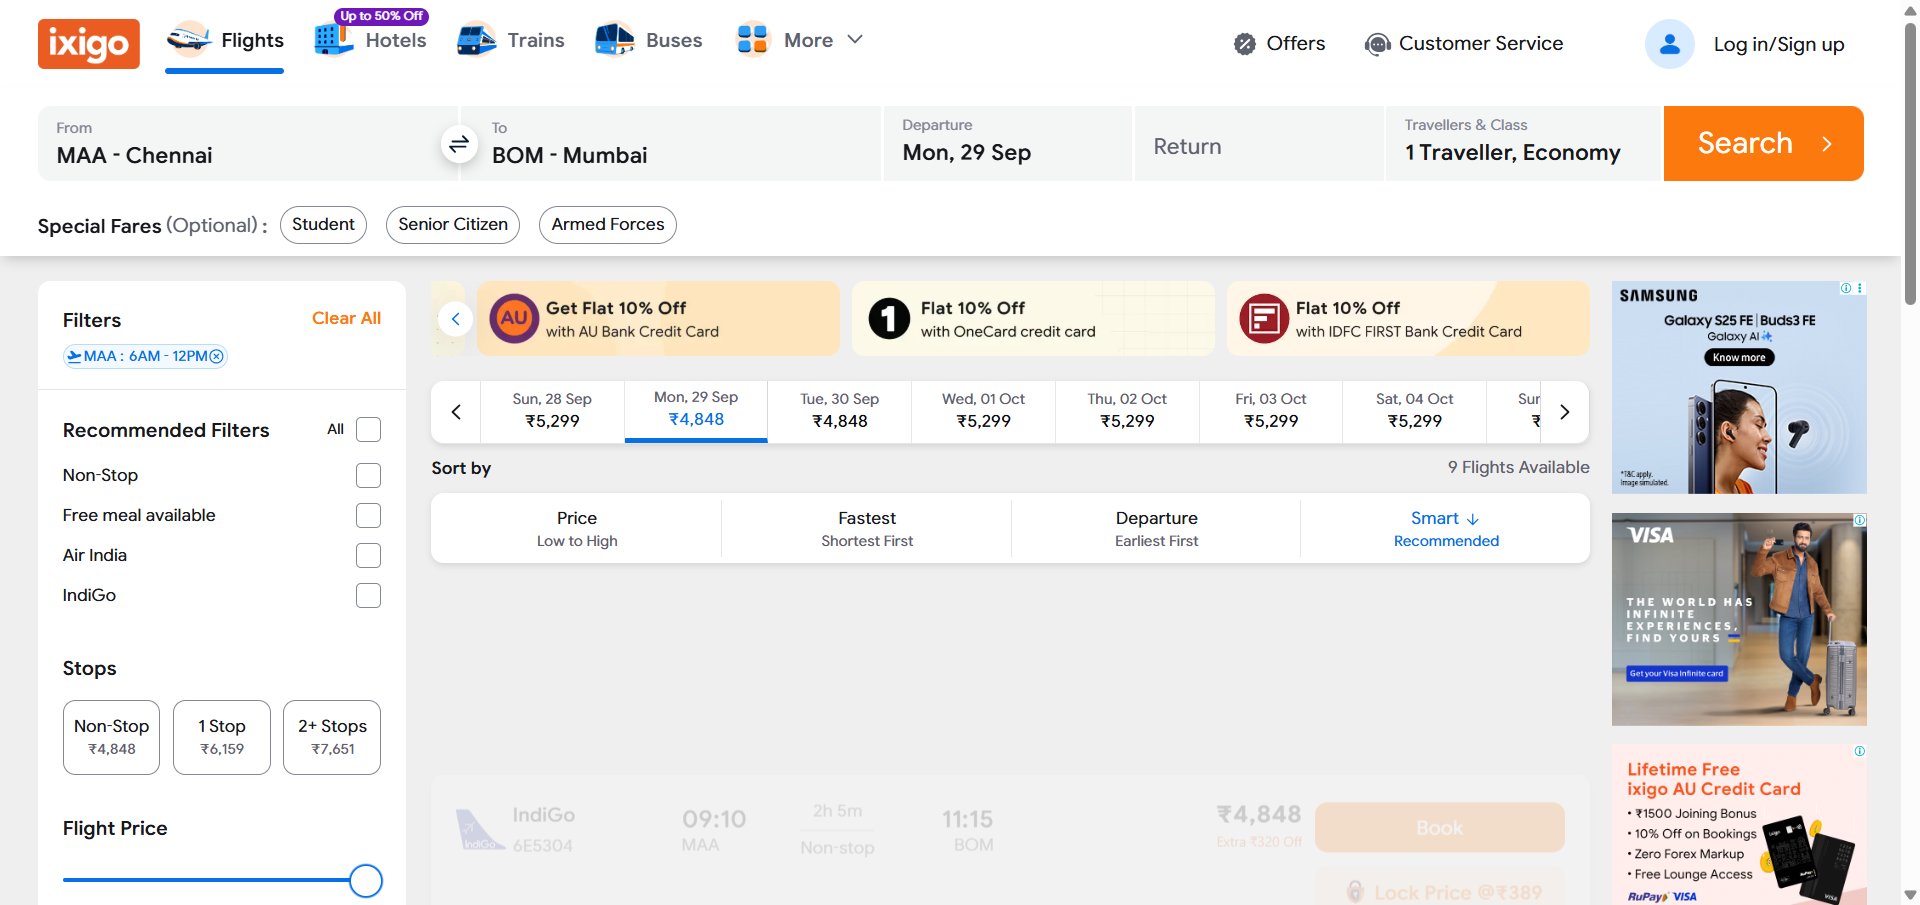 ixigo
Flights
Up to 50% Off
Hotels
Trains
Buses
More
Offers
Customer Service
Log in/Sign up
From
MAA - Chennai
To
BOM - Mumbai
Departure
Mon, 29 Sep
Return
Travellers & Class
1 Traveller, Economy
Search
Special Fares (Optional) :
Student
Senior Citizen
Armed Forces
Filters
Clear All
MAA : 6AM - 12PM
Recommended Filters
All
Non-Stop
Free meal available
Air India
IndiGo
Stops
Non-Stop
₹4,848
1 Stop
₹6,159
2+ Stops
₹7,651
Flight Price
AU
Get Flat 10% Off
with AU Bank Credit Card
1
Flat 10% Off
with OneCard credit card
Flat 10% Off
with IDFC FIRST Bank Credit Card
Sun, 28 Sep
₹5,299
Mon, 29 Sep
₹4,848
Tue, 30 Sep
₹4,848
Wed, 01 Oct
₹5,299
Thu, 02 Oct
₹5,299
Fri, 03 Oct
₹5,299
Sat, 04 Oct
₹5,299
Sur
₹
Sort by
9 Flights Available
Price
Low to High
Fastest
Shortest First
Departure
Earliest First
Smart
Recommended
IndiGo
IndiGo
6E5304
09:10
MAA
2h 5m
Non-stop
11:15
BOM
₹4,848
Extra ₹320 Off
Book
Lock Price @₹389
SAMSUNG
Galaxy S25 FE | Buds3 FE
Galaxy AI
Know more
*T&C apply.
Image simulated.
VISA
THE WORLD HAS
INFINITE
EXPERIENCES,
FIND YOURS
Get your Visa Infinite card
Lifetime Free
ixigo AU Credit Card
• ₹1500 Joining Bonus
• 10% Off on Bookings
• Zero Forex Markup
• Free Lounge Access
RuPay VISA